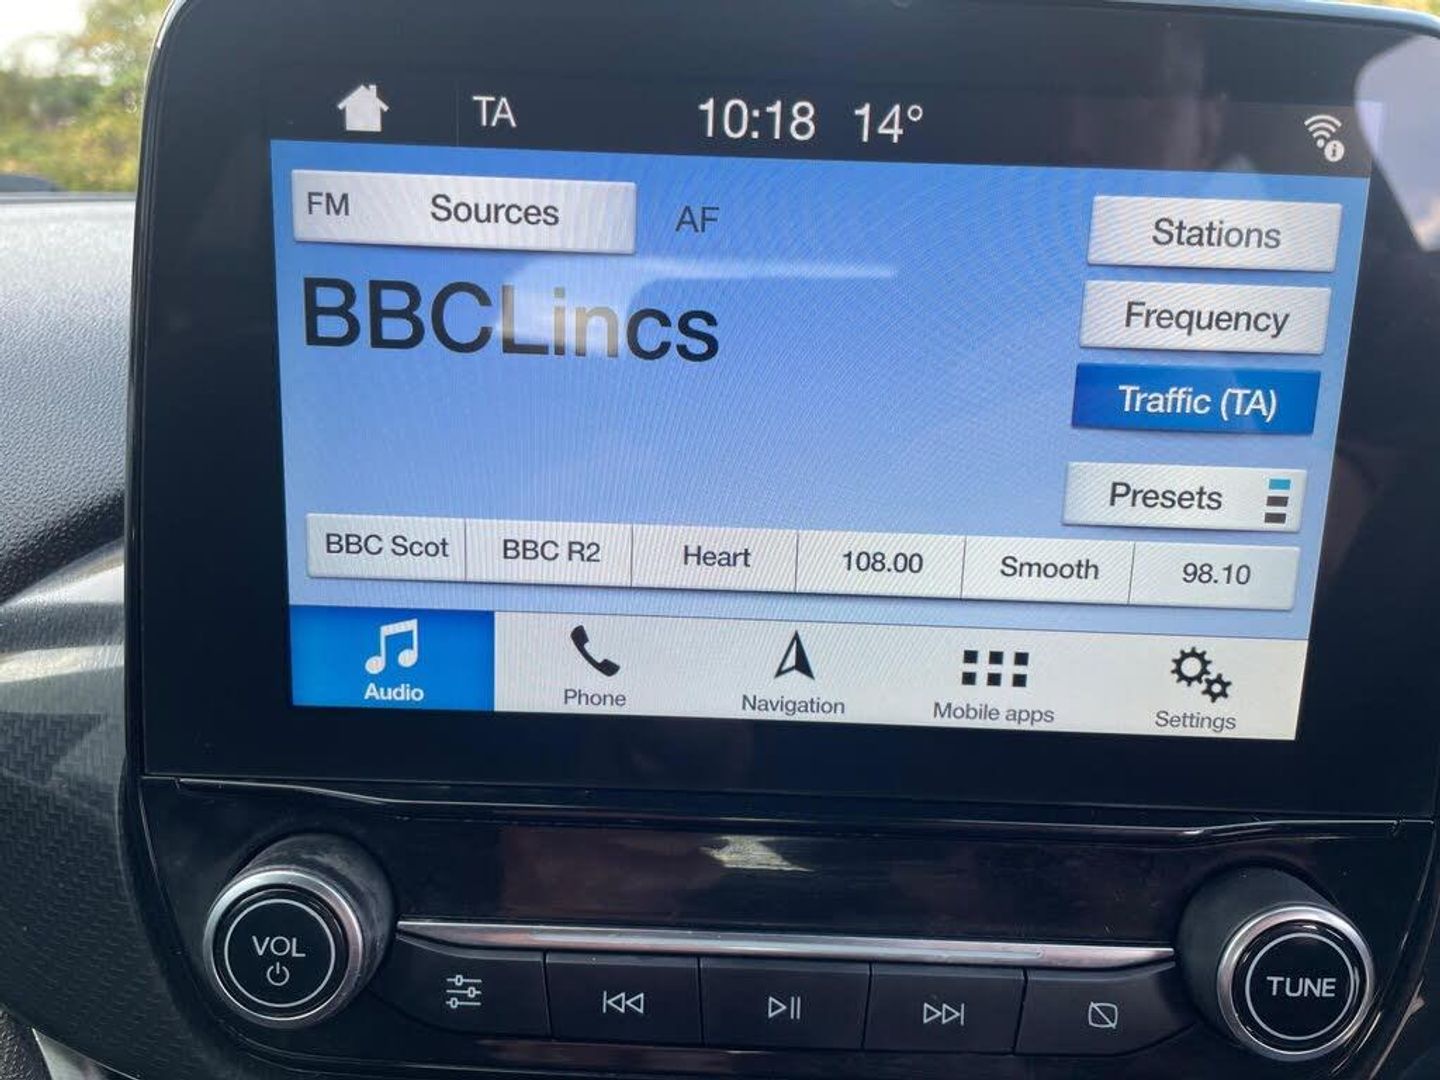 TA 10:18 14°
FM Sources AF Stations
BBCLincs
Frequency
Traffic (TA)
Presets
BBC Scot BBC R2 Heart 108.00 Smooth 98.10
Audio Phone Navigation Mobile apps Settings
VOL
TUNE